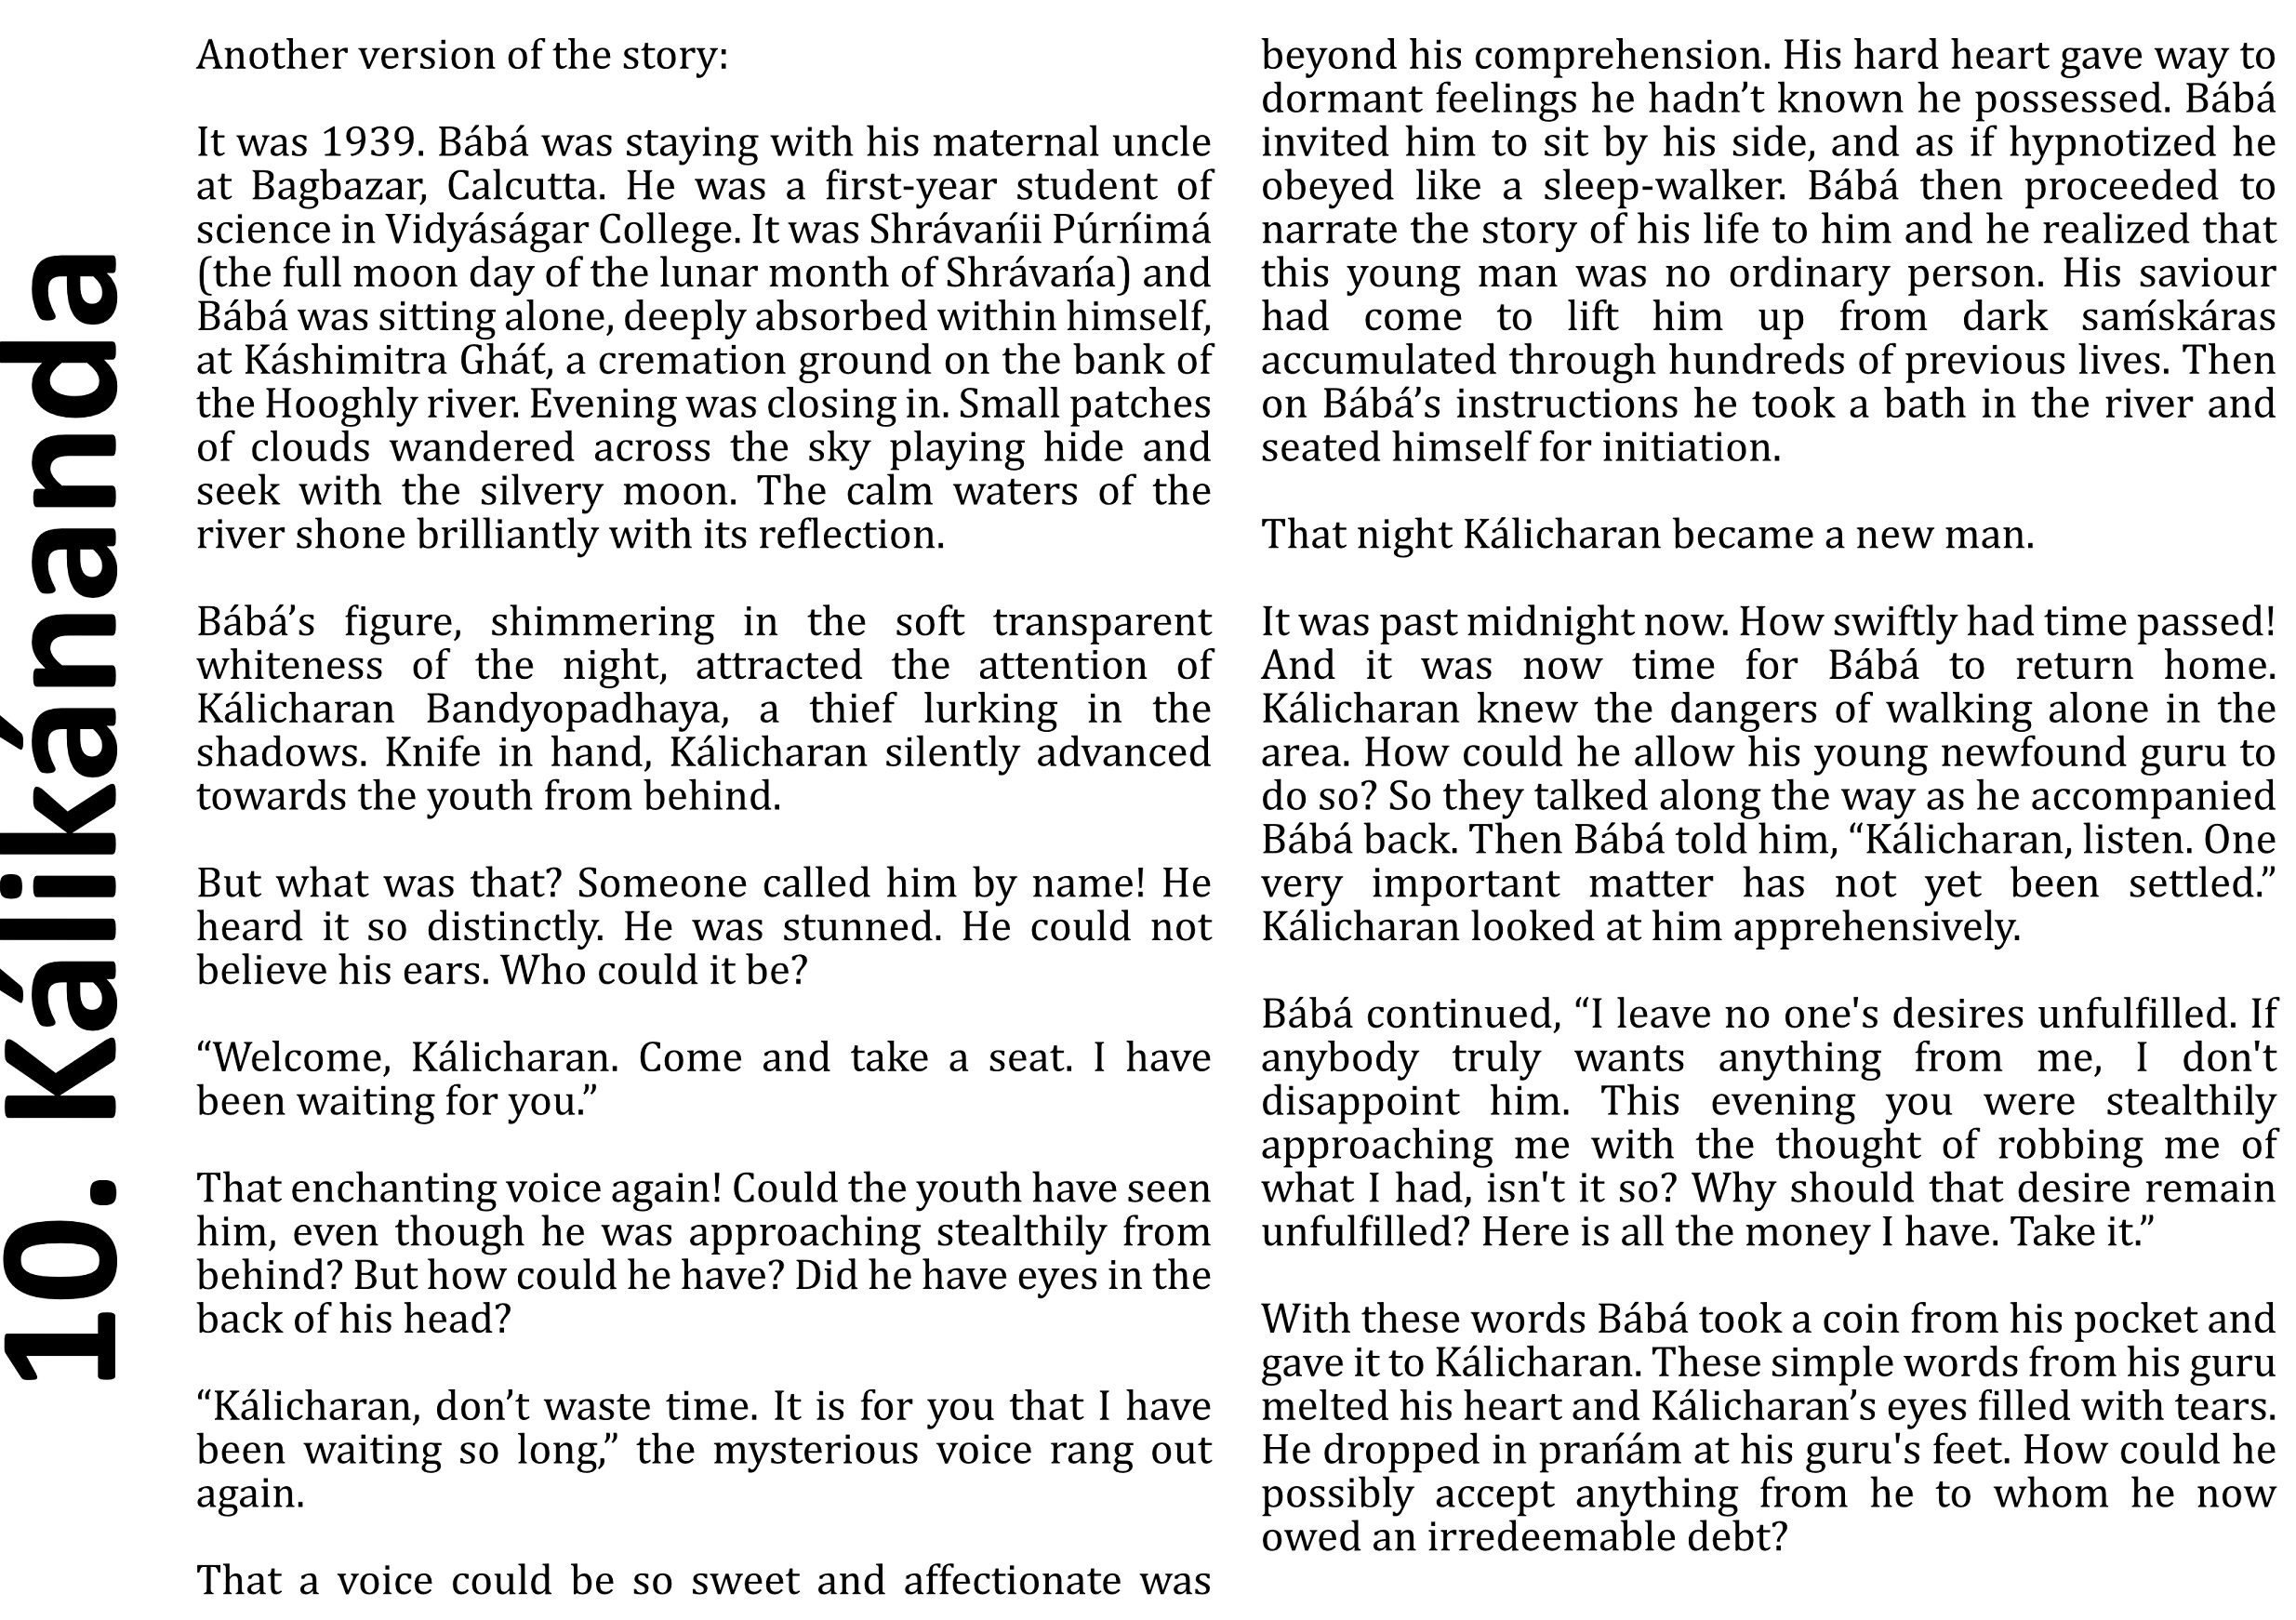 10. Kálikánanda
Another version of the story:
It was 1939. Bábá was staying with his maternal uncle
at Bagbazar, Calcutta. He was a first-year student of
science in Vidyáságar College. It was Shrávańii Púrńimá
(the full moon day of the lunar month of Shrávańa) and
Bábá was sitting alone, deeply absorbed within himself,
at Káshimitra Ghát́, a cremation ground on the bank of
the Hooghly river. Evening was closing in. Small patches
of clouds wandered across the sky playing hide and
seek with the silvery moon. The calm waters of the
river shone brilliantly with its reflection.
Bábá’s figure, shimmering in the soft transparent
whiteness of the night, attracted the attention of
Kálicharan Bandyopadhaya, a thief lurking in the
shadows. Knife in hand, Kálicharan silently advanced
towards the youth from behind.
But what was that? Someone called him by name! He
heard it so distinctly. He was stunned. He could not
believe his ears. Who could it be?
“Welcome, Kálicharan. Come and take a seat. I have
been waiting for you.”
That enchanting voice again! Could the youth have seen
him, even though he was approaching stealthily from
behind? But how could he have? Did he have eyes in the
back of his head?
“Kálicharan, don’t waste time. It is for you that I have
been waiting so long,” the mysterious voice rang out
again.
That a voice could be so sweet and affectionate was
beyond his comprehension. His hard heart gave way to
dormant feelings he hadn’t known he possessed. Bábá
invited him to sit by his side, and as if hypnotized he
obeyed like a sleep-walker. Bábá then proceeded to
narrate the story of his life to him and he realized that
this young man was no ordinary person. His saviour
had come to lift him up from dark saḿskáras
accumulated through hundreds of previous lives. Then
on Bábá’s instructions he took a bath in the river and
seated himself for initiation.
That night Kálicharan became a new man.
It was past midnight now. How swiftly had time passed!
And it was now time for Bábá to return home.
Kálicharan knew the dangers of walking alone in the
area. How could he allow his young newfound guru to
do so? So they talked along the way as he accompanied
Bábá back. Then Bábá told him, “Kálicharan, listen. One
very important matter has not yet been settled.”
Kálicharan looked at him apprehensively.
Bábá continued, “I leave no one's desires unfulfilled. If
anybody truly wants anything from me, I don't
disappoint him. This evening you were stealthily
approaching me with the thought of robbing me of
what I had, isn't it so? Why should that desire remain
unfulfilled? Here is all the money I have. Take it.”
With these words Bábá took a coin from his pocket and
gave it to Kálicharan. These simple words from his guru
melted his heart and Kálicharan’s eyes filled with tears.
He dropped in prańám at his guru's feet. How could he
possibly accept anything from he to whom he now
owed an irredeemable debt?